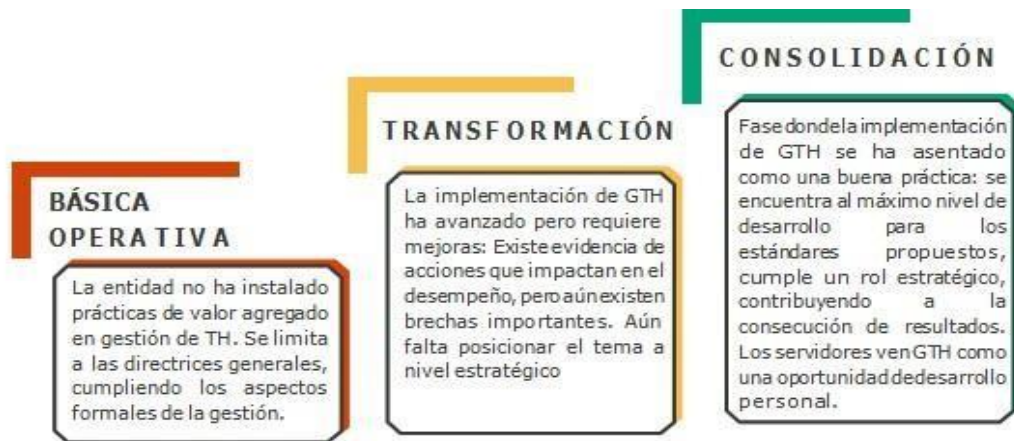 BÁSICA
OPERATIVA
La entidad no ha instalado
prácticas de valor agregado
en gestión de TH. Se limita
a las directrices generales,
cumpliendo los aspectos
formales de la gestión.
TRANSFORMACIÓN
La implementación de GTH
ha avanzado pero requiere
mejoras: Existe evidencia de
acciones que impactan en el
desempeño, pero aún existen
brechas importantes. Aún
falta posicionar el tema a
nivel estratégico
CONSOLIDACIÓN
Fase donde la implementación
de GTH se ha asentado
como una buena práctica: se
encuentra al máximo nivel de
desarrollo para los
estándares propuestos,
cumple un rol estratégico,
contribuyendo a la
consecución de resultados.
Los servidores ven GTH como
una oportunidad de desarrollo
personal.